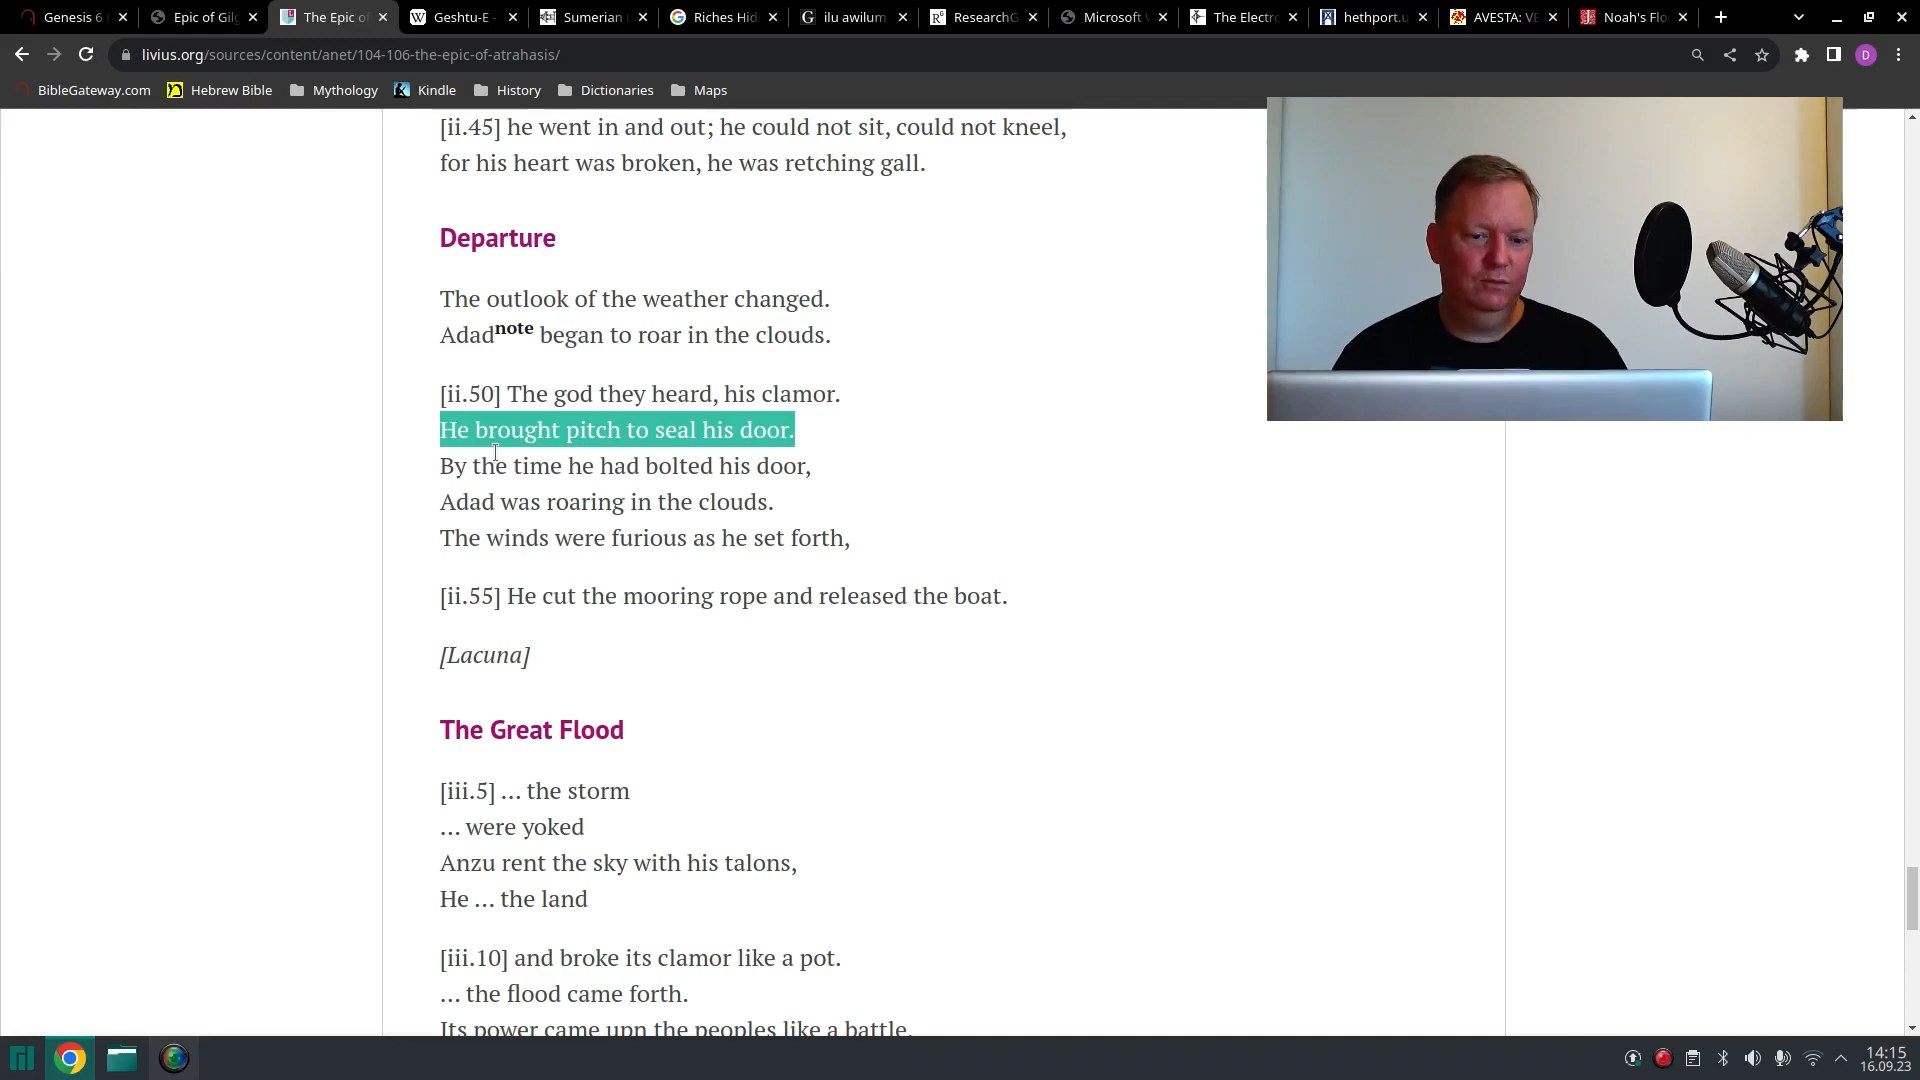 Genesis 6
Epic of Gil
The Epic of
Geshtu-E -
Sumerian
Riches Hid
ilu awilum
ResearchG
Microsoft
The Electr
hethport.u
AVESTA: VE
Noah's Flo
livius.org/sources/content/anet/104-106-the-epic-of-atrahasis/
D
BibleGateway.com
Hebrew Bible
Mythology
Kindle
History
Dictionaries
Maps
[ii.45] he went in and out; he could not sit, could not kneel,
for his heart was broken, he was retching gall.
Departure
The outlook of the weather changed.
Adadnote began to roar in the clouds.
[ii.50] The god they heard, his clamor.
He brought pitch to seal his door.
By the time he had bolted his door,
Adad was roaring in the clouds.
The winds were furious as he set forth,
[ii.55] He cut the mooring rope and released the boat.
[Lacuna]
The Great Flood
[iii.5] ... the storm
... were yoked
Anzu rent the sky with his talons,
He ... the land
[iii.10] and broke its clamor like a pot.
... the flood came forth.
Its power came upn the peoples like a battle,
14:15
16.09.23